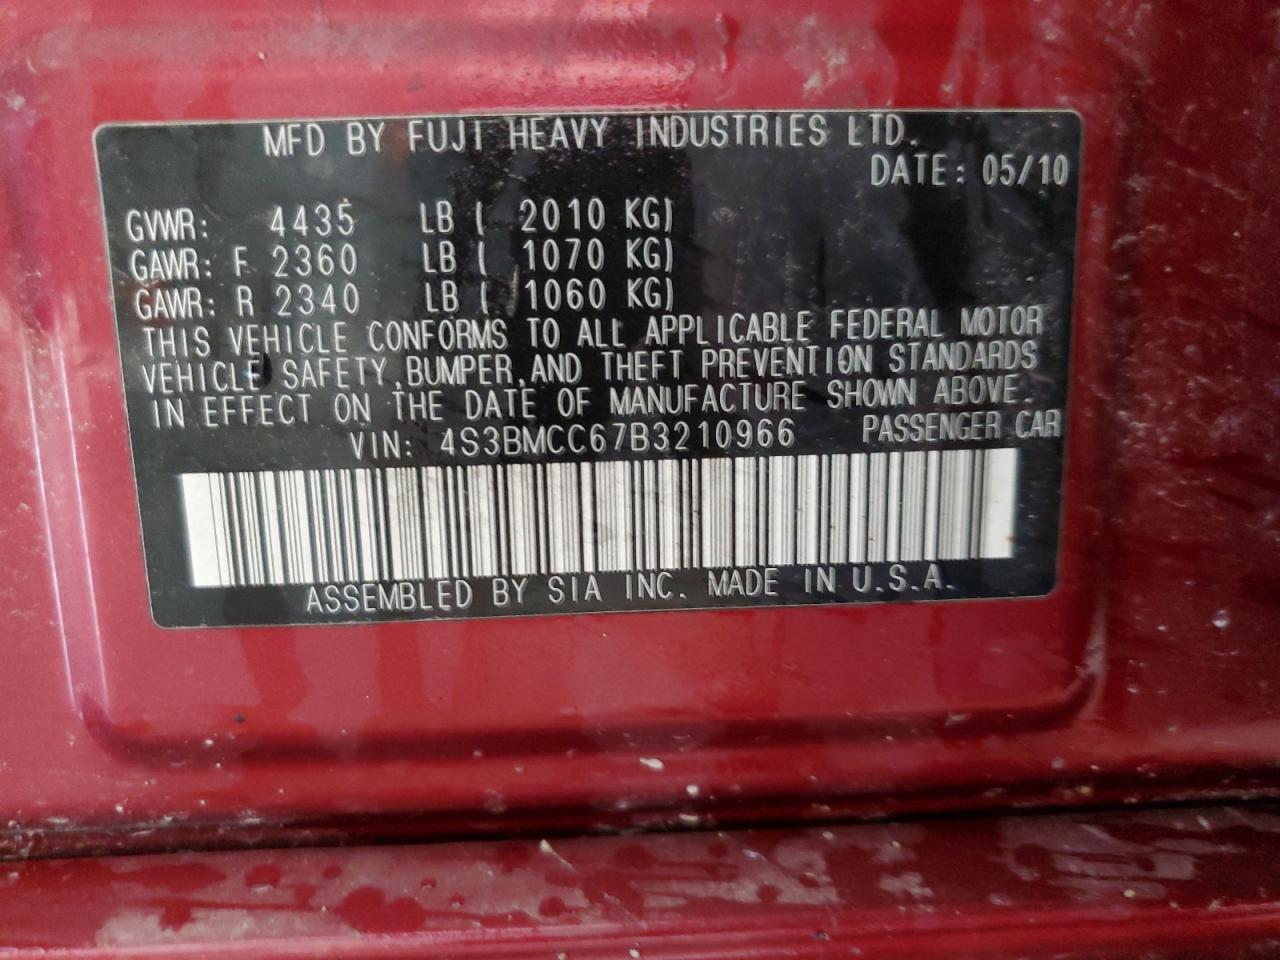 MFD BY FUJI HEAVY INDUSTRIES LTD.
DATE: 05/10
GVWR: 4435 LB ( 2010 KG)
GAWR: F 2360 LB ( 1070 KG)
GAWR: R 2340 LB ( 1060 KG)
THIS VEHICLE CONFORMS TO ALL APPLICABLE FEDERAL MOTOR
VEHICLE SAFETY, BUMPER, AND THEFT PREVENTION STANDARDS
IN EFFECT ON THE DATE OF MANUFACTURE SHOWN ABOVE.
VIN: 4S3BMCC67B3210966 PASSENGER CAR
ASSEMBLED BY SIA INC. MADE IN U.S.A.